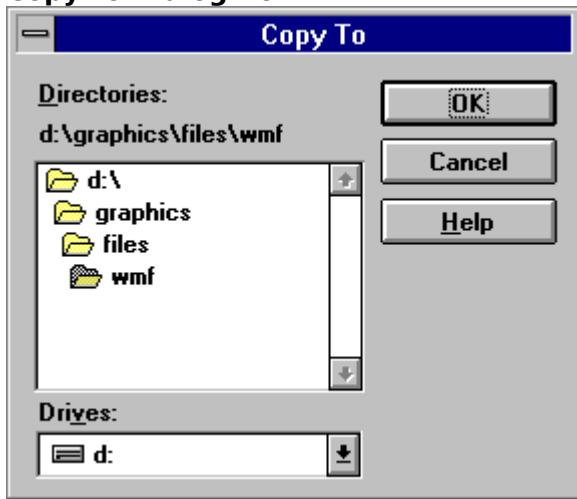 Copy To
Directories:
OK
d:\graphics\files\wmf
Cancel
d:\
graphics
Help
files
wmf
Drives:
d: